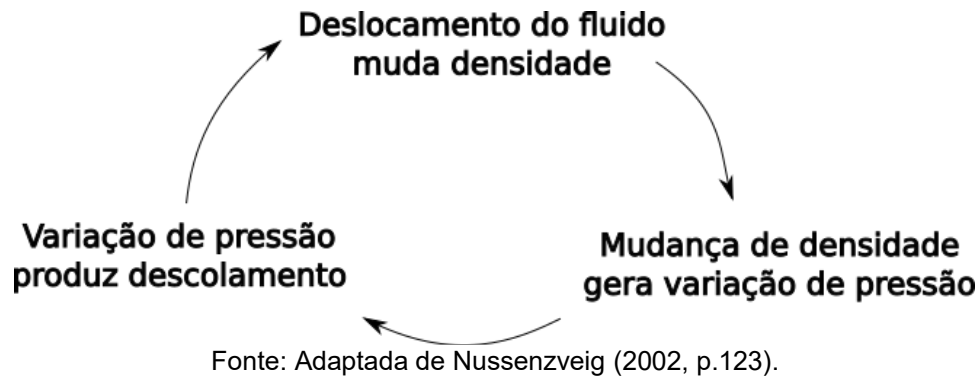 Deslocamento do fluido
muda densidade
Variação de pressão
produz descolamento
Mudança de densidade
gera variação de pressão
Fonte: Adaptada de Nussenzveig (2002, p.123).